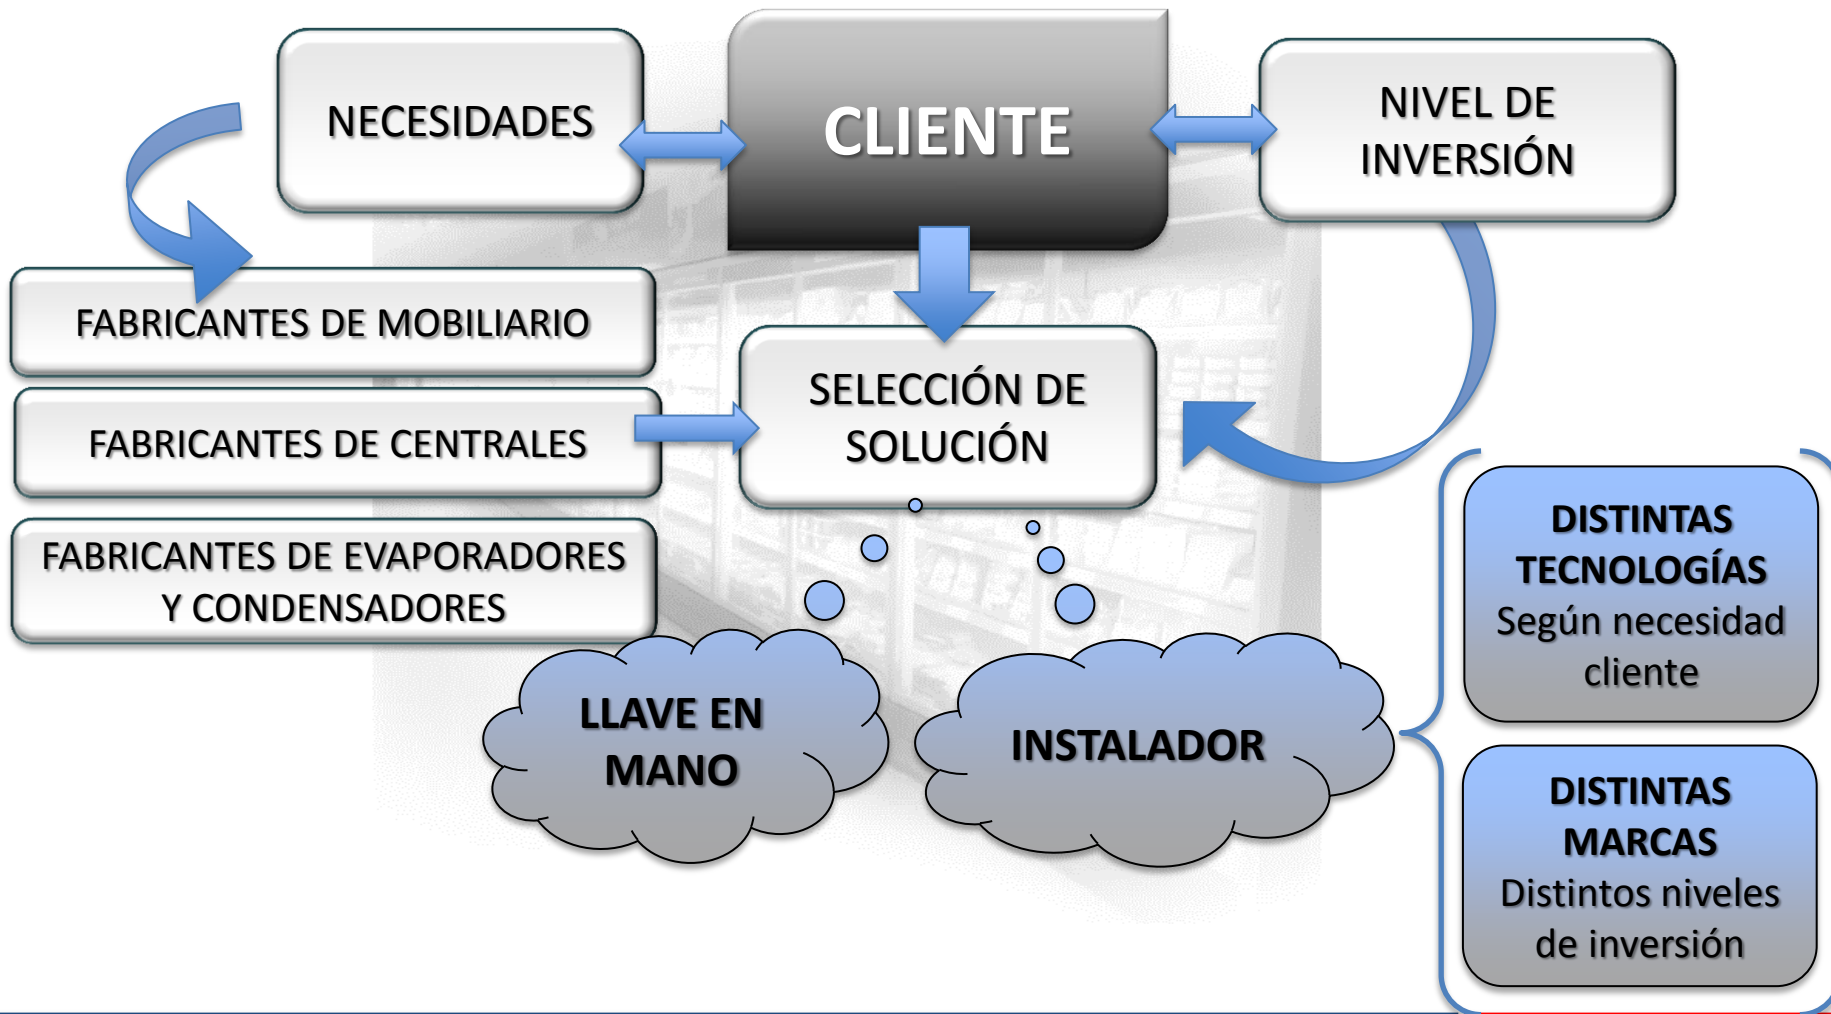 NECESIDADES
CLIENTE
NIVEL DE
INVERSIÓN
FABRICANTES DE MOBILIARIO
FABRICANTES DE CENTRALES
FABRICANTES DE EVAPORADORES
Y CONDENSADORES
SELECCIÓN DE
SOLUCIÓN
LLAVE EN
MANO
INSTALADOR
DISTINTAS
TECNOLOGÍAS
Según necesidad
cliente
DISTINTAS
MARCAS
Distintos niveles
de inversión